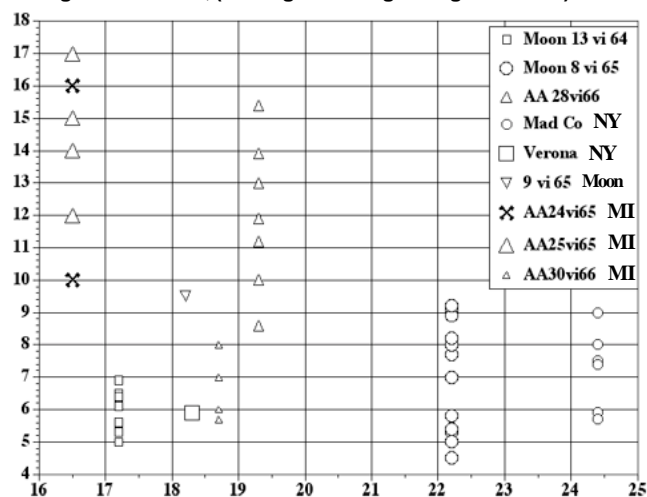 18
17
16
15
14
13
12
11
10
9
8
7
6
5
4
Moon 13 vi 64
Moon 8 vi 65
AA 28vi66
Mad Co NY
Verona NY
9 vi 65 Moon
AA24vi65 MI
AA25vi65 MI
AA30vi66 MI
16 17 18 19 20 21 22 23 24 25